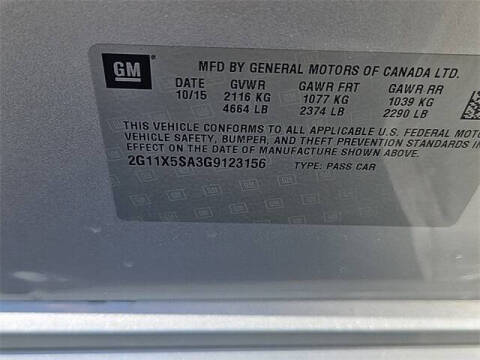 GM
MFD BY GENERAL MOTORS OF CANADA LTD.
DATE GVWR GAWR FRT GAWR RR
10/15 2116 KG 1077 KG 1039 KG
4664 LB 2374 LB 2290 LB
THIS VEHICLE CONFORMS TO ALL APPLICABLE U.S. FEDERAL MOTO
VEHICLE SAFETY, BUMPER, AND THEFT PREVENTION STANDARDS IN
EFFECT ON THE DATE OF MANUFACTURE SHOWN ABOVE.
2G11X5SA3G9123156 TYPE: PASS CAR